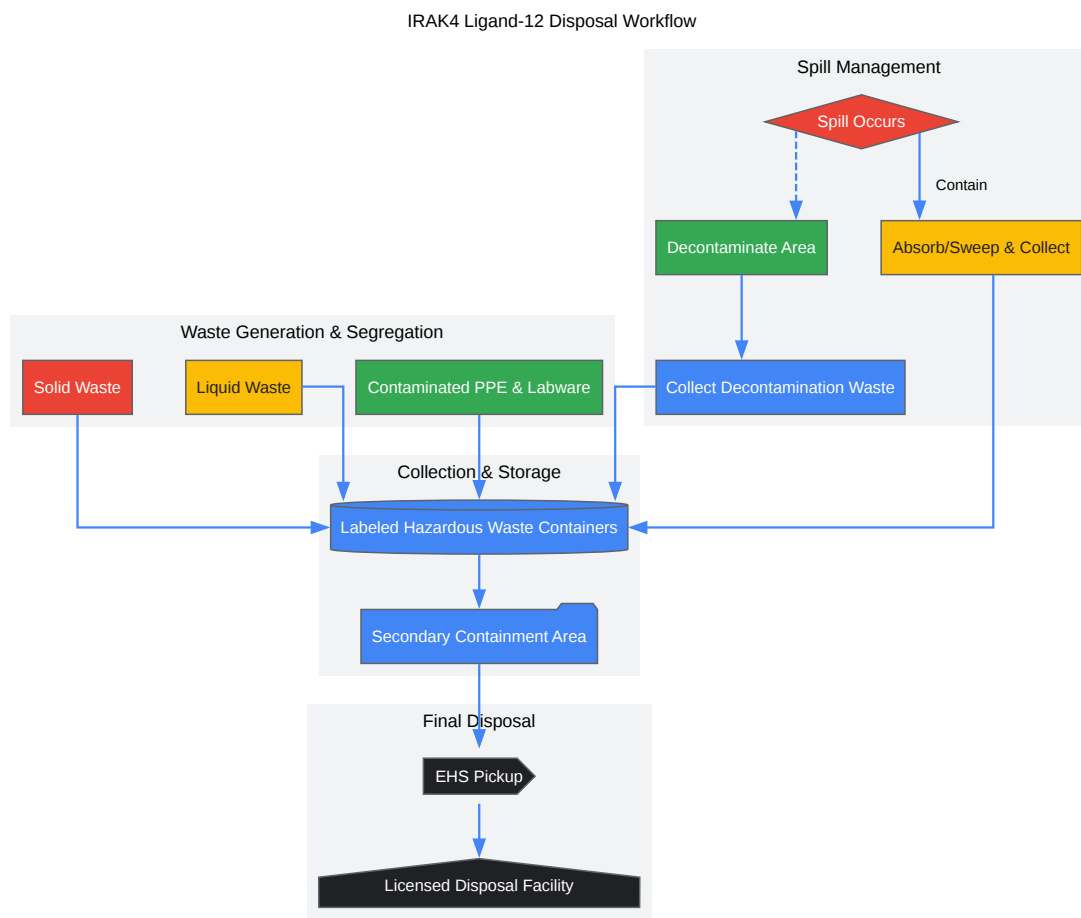 IRAK4 Ligand-12 Disposal Workflow
Spill Management
Spill Occurs
Contain
Decontaminate Area
Absorb/Sweep & Collect
Waste Generation & Segregation
Solid Waste
Liquid Waste
Contaminated PPE & Labware
Collect Decontamination Waste
Collection & Storage
Labeled Hazardous Waste Containers
Secondary Containment Area
Final Disposal
EHS Pickup
Licensed Disposal Facility